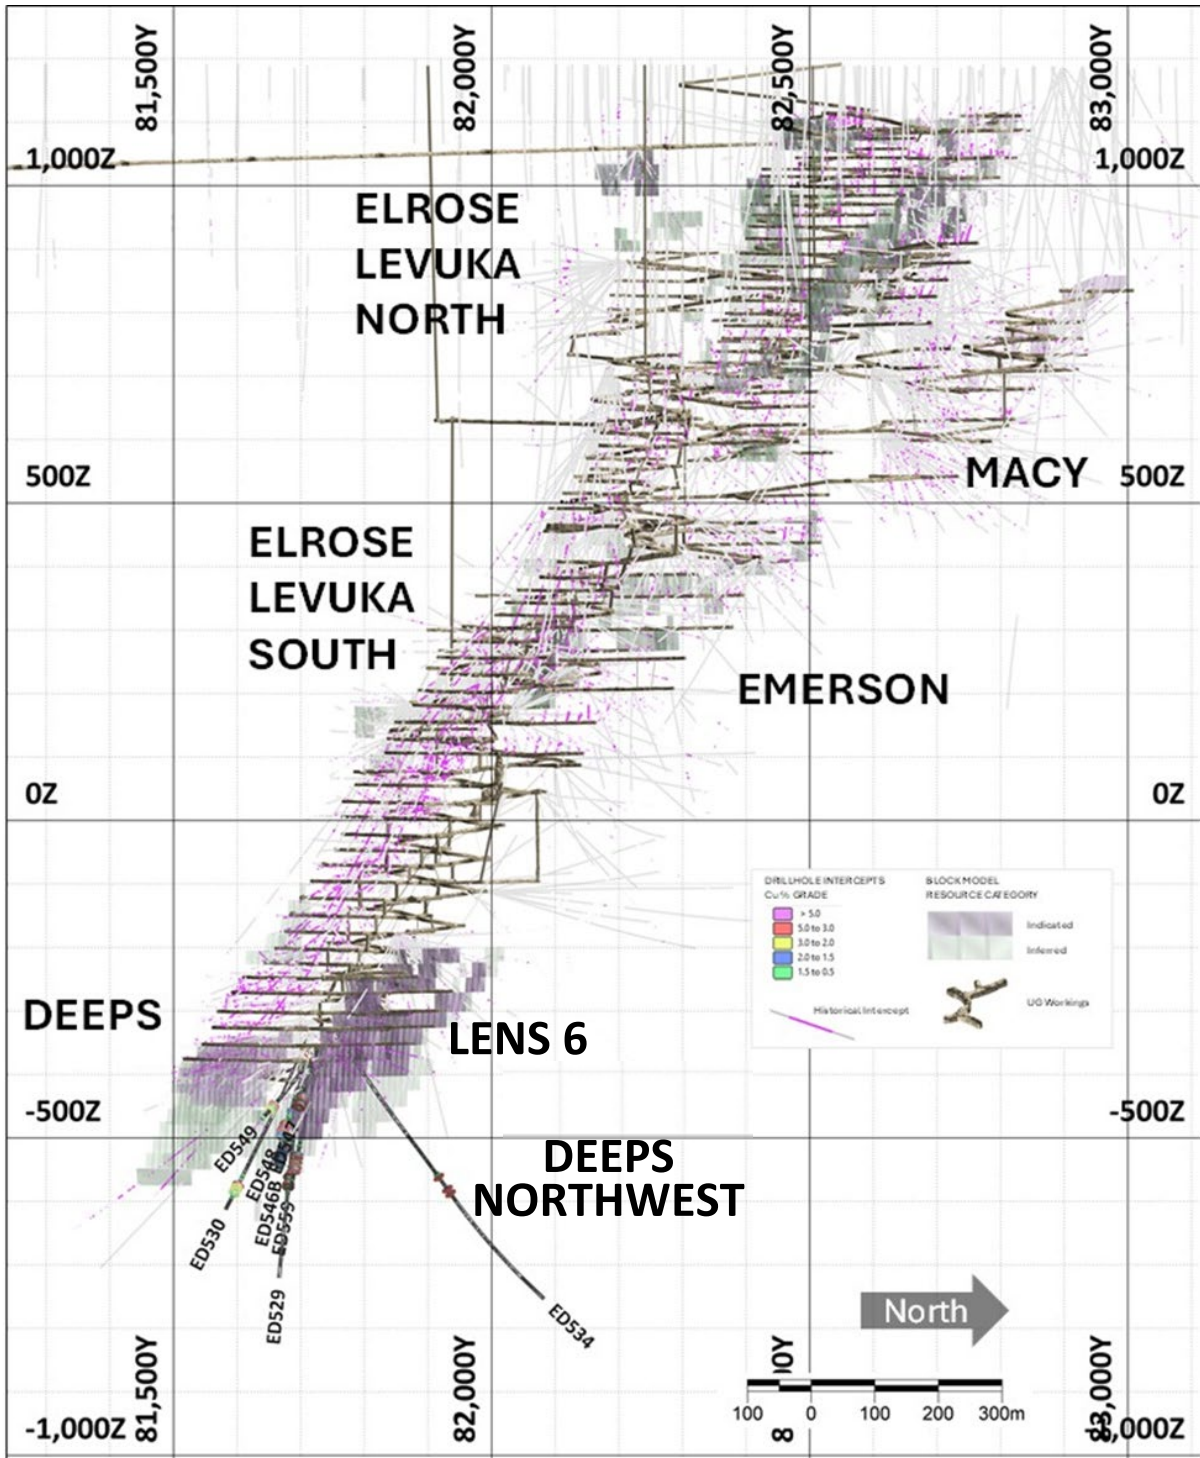 81,500Y
82,000Y
82,500Y
83,000Y
1,000Z
1,000Z
ELROSE
LEVUKA
NORTH
500Z
MACY
500Z
ELROSE
LEVUKA
SOUTH
EMERSON
0Z
0Z
DRILLHOLE INTERCEPTS
Cu% GRADE
> 5.0
5.0 to 3.0
3.0 to 2.0
2.0 to 1.5
1.5 to 0.5
Historical Intercept
BLOCK MODEL
RESOURCE CATEGORY
Indicated
Inferred
UG Workings
DEEPS
LENS 6
-500Z
-500Z
DEEPS
NORTHWEST
ED549
ED548
ED546B
ED559
ED530
ED529
ED534
North
81,500Y
82,000Y
100 0 100 200 300m
-1,000Z